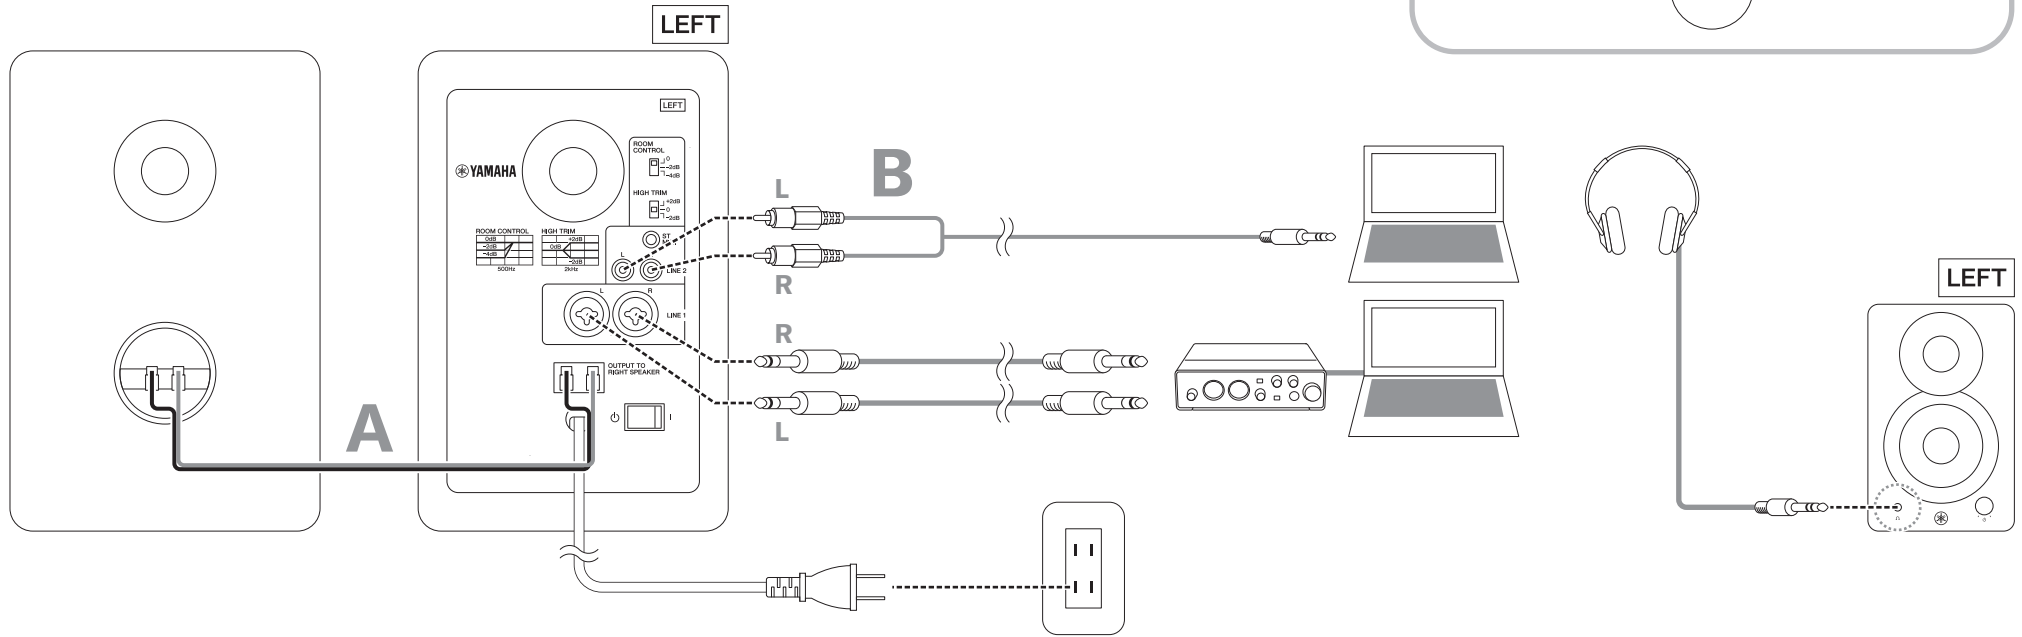 LEFT
LEFT
ROOM
CONTROL
0
−2dB
−4dB
YAMAHA
HIGH TRIM
+2dB
0
−2dB
ROOM CONTROL
0dB
−2dB
−4dB
500Hz
HIGH TRIM
+2dB
0dB
−2dB
2kHz
ST
L
LINE 2
L
R
LINE 1
OUTPUT TO
RIGHT SPEAKER
I
A
B
L
R
R
L
LEFT